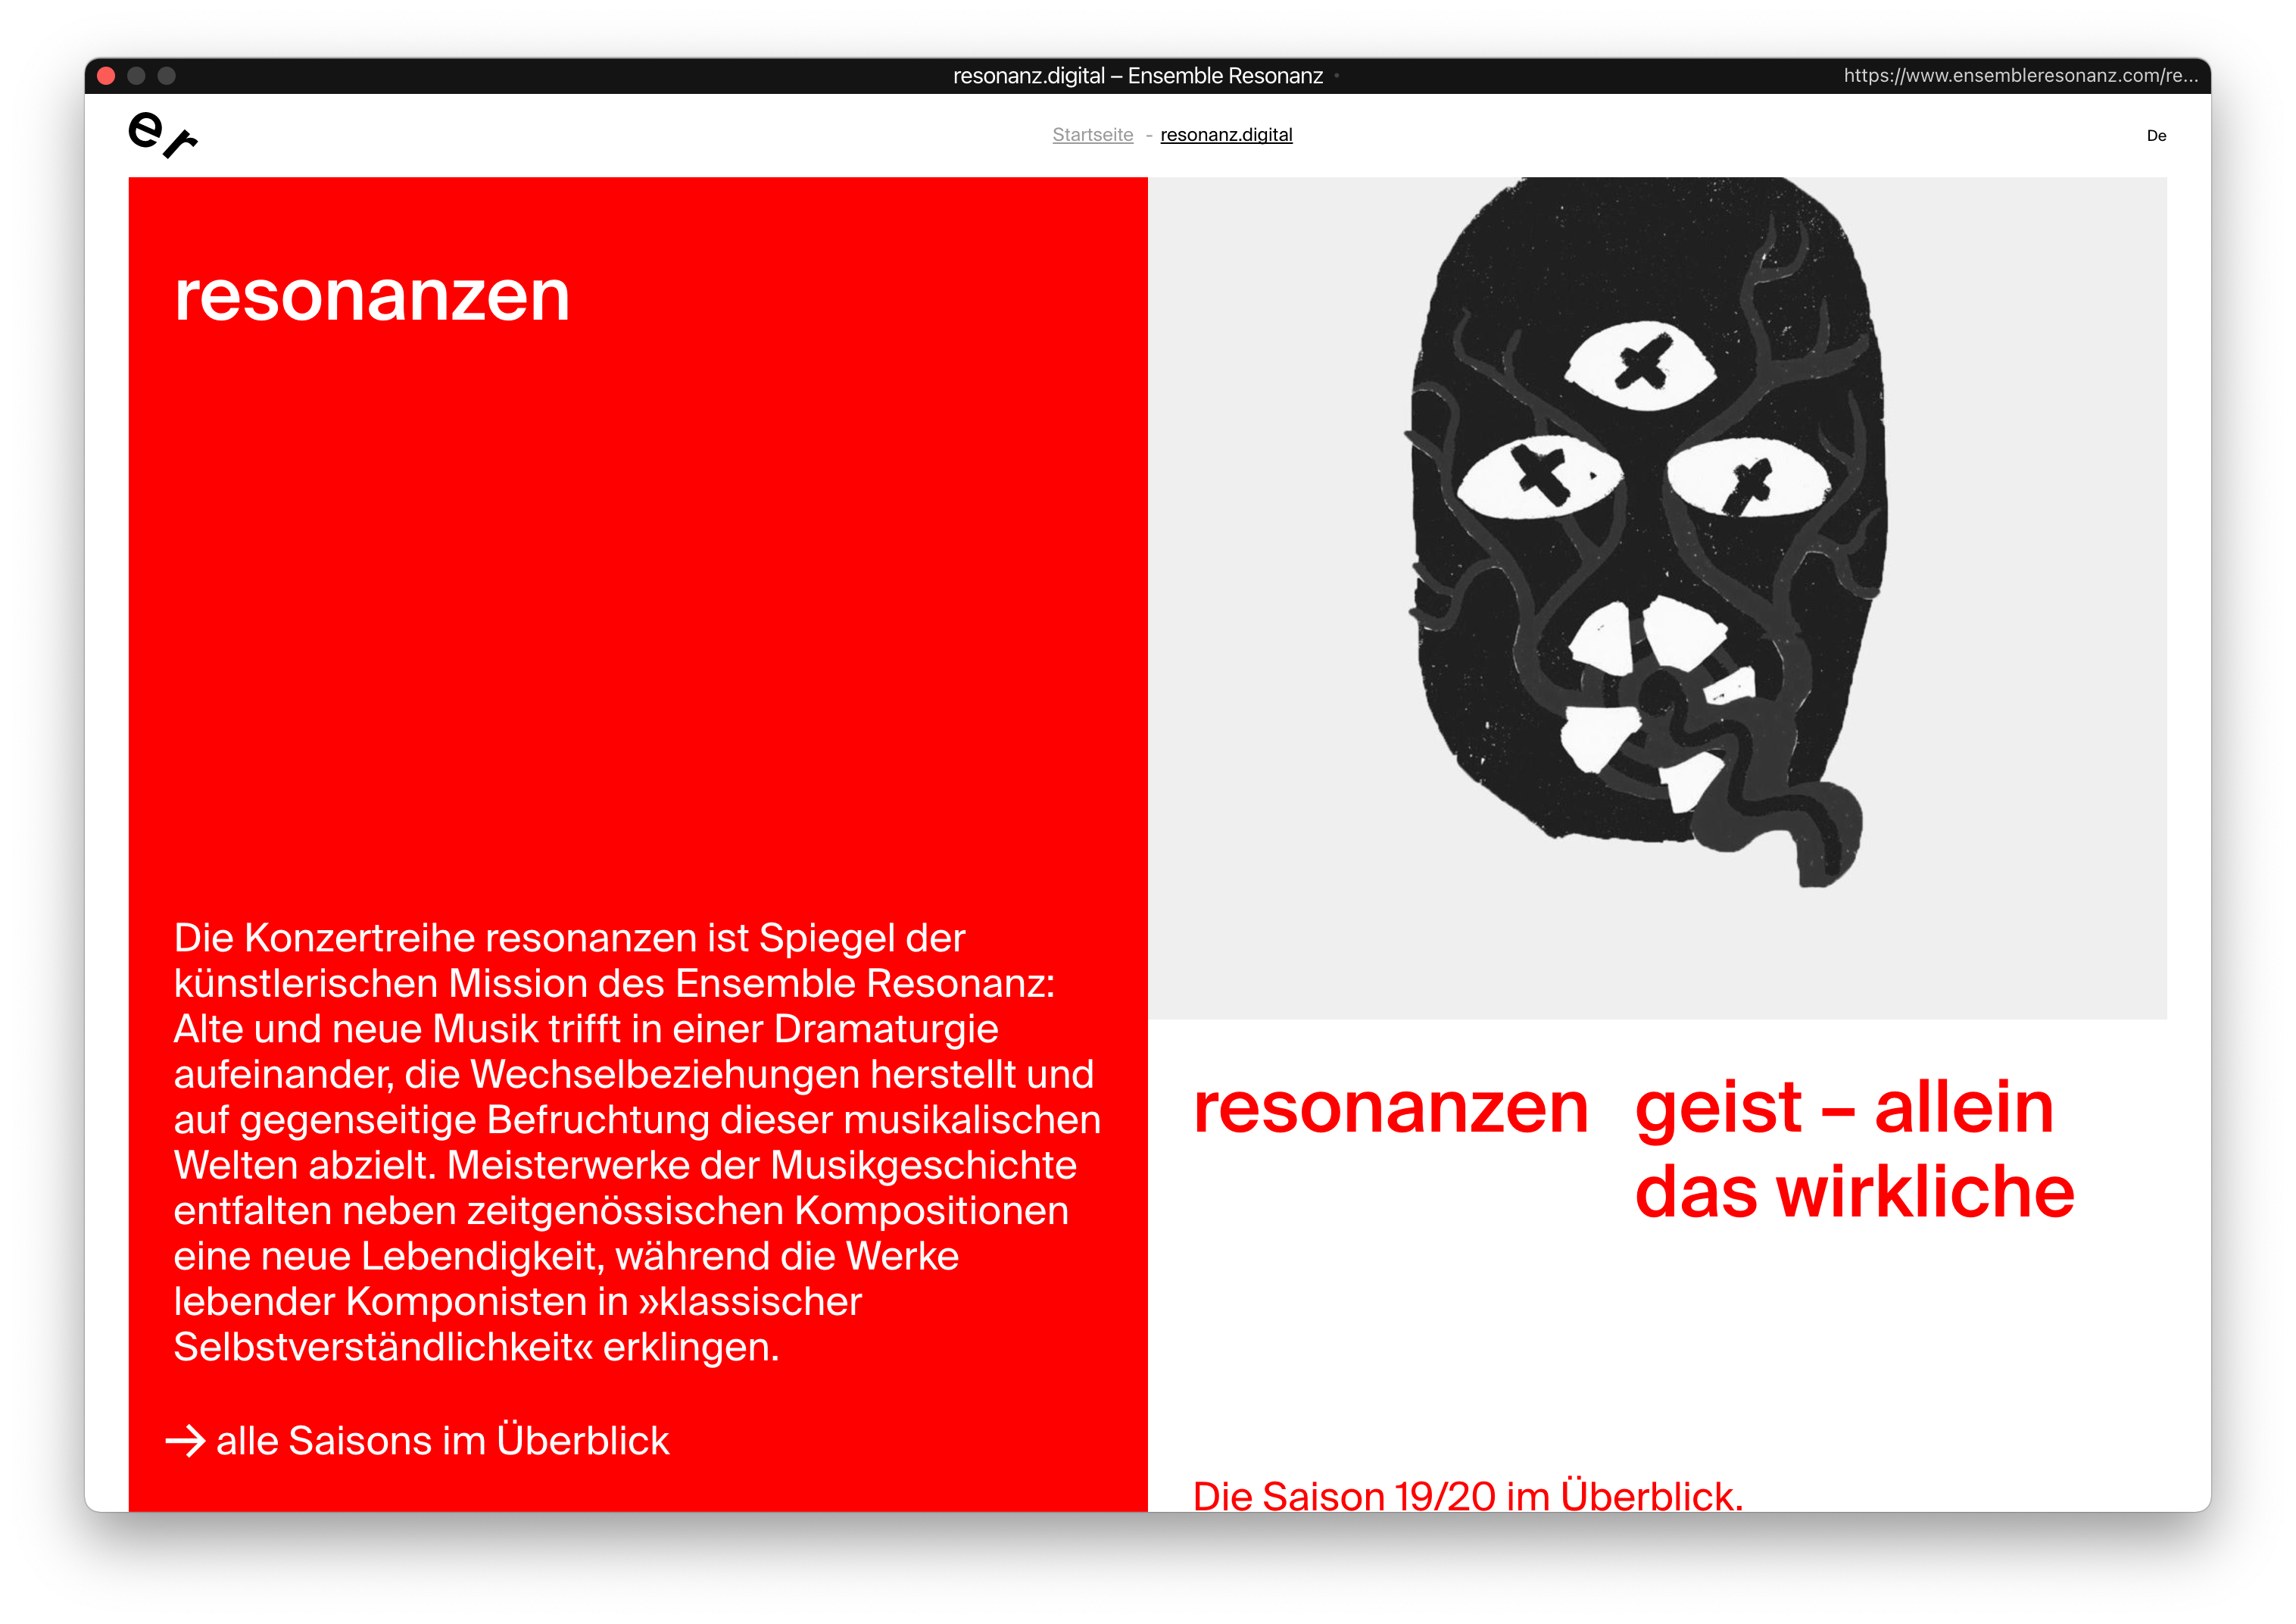 resonanz.digital – Ensemble Resonanz
https://www.ensembleresonanz.com/re...
er
Startseite - resonanz.digital
De
resonanzen
Die Konzertreihe resonanzen ist Spiegel der
künstlerischen Mission des Ensemble Resonanz:
Alte und neue Musik trifft in einer Dramaturgie
aufeinander, die Wechselbeziehungen herstellt und
auf gegenseitige Befruchtung dieser musikalischen
Welten abzielt. Meisterwerke der Musikgeschichte
entfalten neben zeitgenössischen Kompositionen
eine neue Lebendigkeit, während die Werke
lebender Komponisten in »klassischer
Selbstverständlichkeit« erklingen.
→ alle Saisons im Überblick
resonanzen
geist – allein
das wirkliche
Die Saison 19/20 im Überblick.